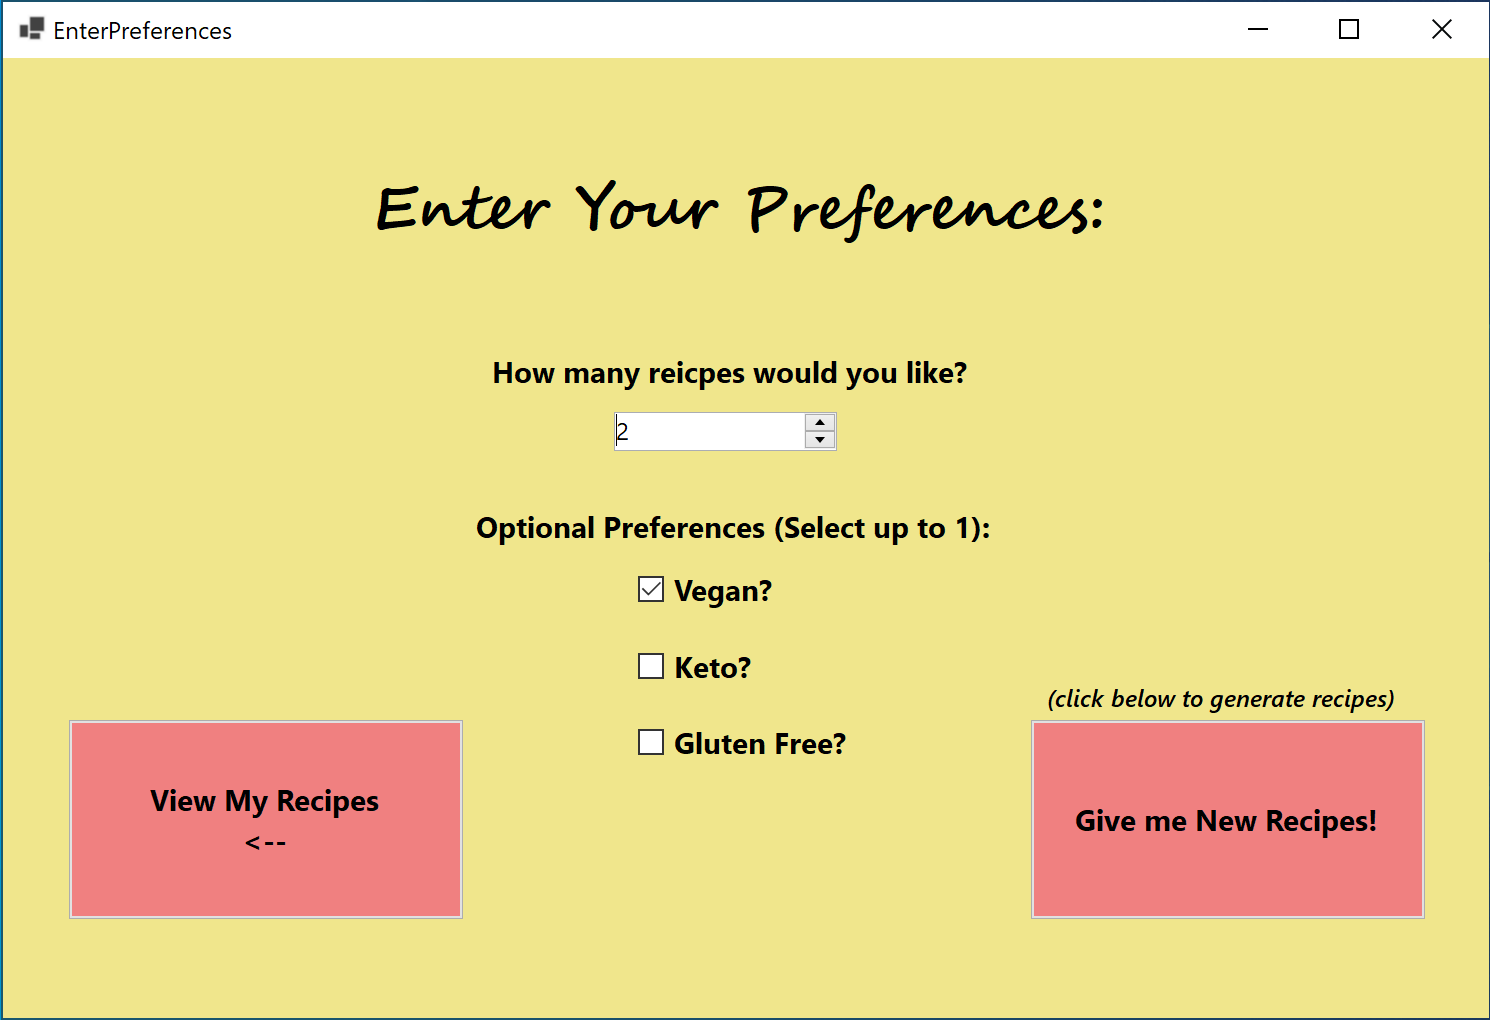 EnterPreferences
Enter Your Preferences:
How many reicpes would you like?
2
Optional Preferences (Select up to 1):
Vegan?
Keto?
Gluten Free?
View My Recipes
<--
(click below to generate recipes)
Give me New Recipes!